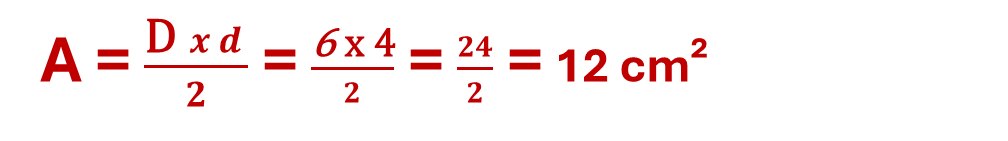 A = D x d / 2 = 6 x 4 / 2 = 24 / 2 = 12 cm²